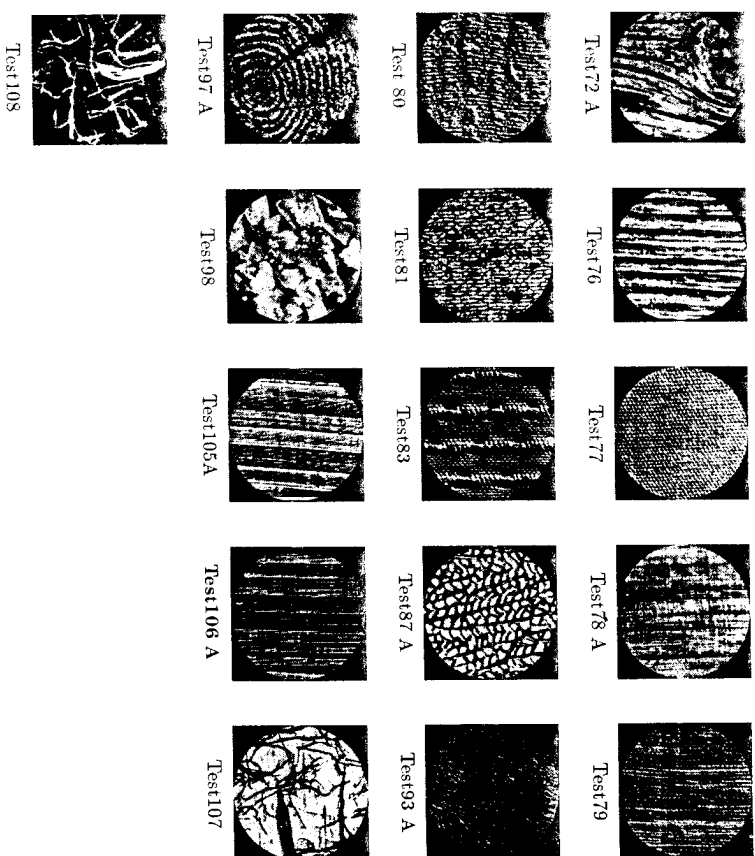 Test72 A
Test76
Test77
Test78 A
Test79
Test 80
Test81
Test83
Test87 A
Test93 A
Test97 A
Test98
Test105A
Test106 A
Test107
Test108